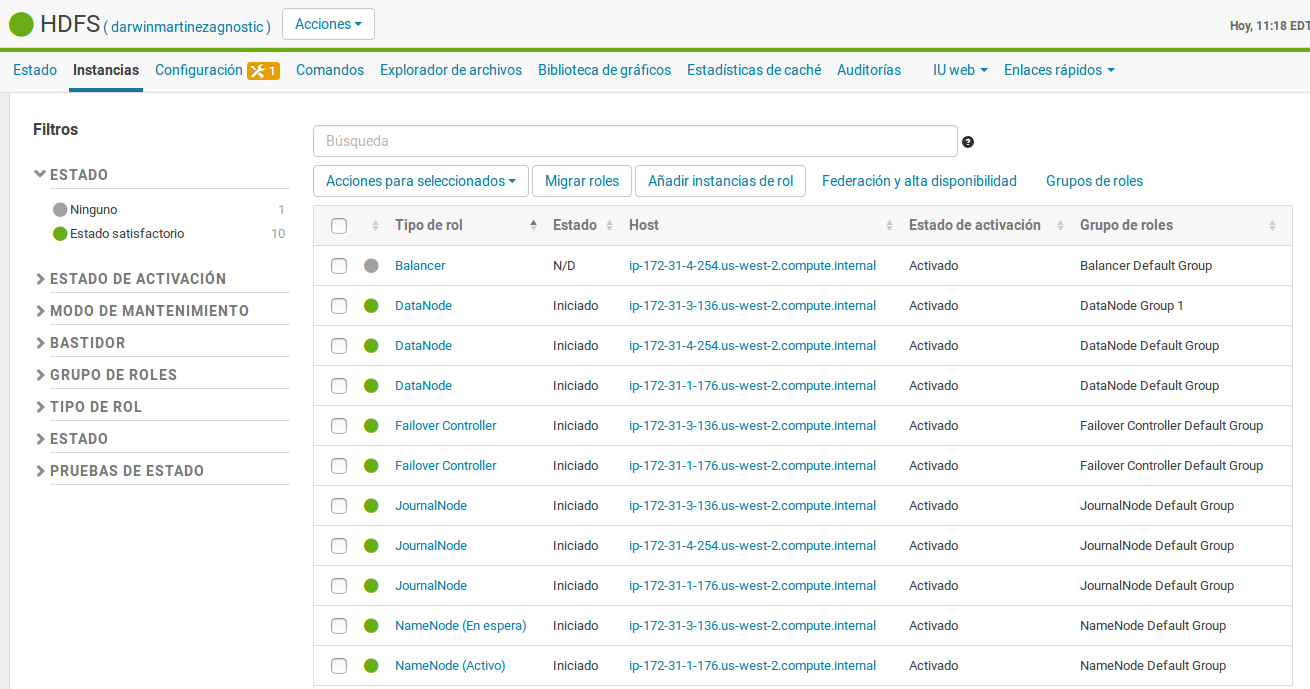 HDFS ( darwinmartinezagnostic ) Acciones
Hoy, 11:18 EDT
Estado Instancias Configuración 1 Comandos Explorador de archivos Biblioteca de gráficos Estadísticas de caché Auditorías IU web Enlaces rápidos
Filtros
ESTADO
Ninguno 1
Estado satisfactorio 10
ESTADO DE ACTIVACIÓN
MODO DE MANTENIMIENTO
BASTIDOR
GRUPO DE ROLES
TIPO DE ROL
ESTADO
PRUEBAS DE ESTADO
Búsqueda ?
Acciones para seleccionados Migrar roles Añadir instancias de rol Federación y alta disponibilidad Grupos de roles
Tipo de rol Estado Host Estado de activación Grupo de roles
Balancer N/D ip-172-31-4-254.us-west-2.compute.internal Activado Balancer Default Group
DataNode Iniciado ip-172-31-3-136.us-west-2.compute.internal Activado DataNode Group 1
DataNode Iniciado ip-172-31-4-254.us-west-2.compute.internal Activado DataNode Default Group
DataNode Iniciado ip-172-31-1-176.us-west-2.compute.internal Activado DataNode Default Group
Failover Controller Iniciado ip-172-31-3-136.us-west-2.compute.internal Activado Failover Controller Default Group
Failover Controller Iniciado ip-172-31-1-176.us-west-2.compute.internal Activado Failover Controller Default Group
JournalNode Iniciado ip-172-31-3-136.us-west-2.compute.internal Activado JournalNode Default Group
JournalNode Iniciado ip-172-31-4-254.us-west-2.compute.internal Activado JournalNode Default Group
JournalNode Iniciado ip-172-31-1-176.us-west-2.compute.internal Activado JournalNode Default Group
NameNode (En espera) Iniciado ip-172-31-3-136.us-west-2.compute.internal Activado NameNode Default Group
NameNode (Activo) Iniciado ip-172-31-1-176.us-west-2.compute.internal Activado NameNode Default Group